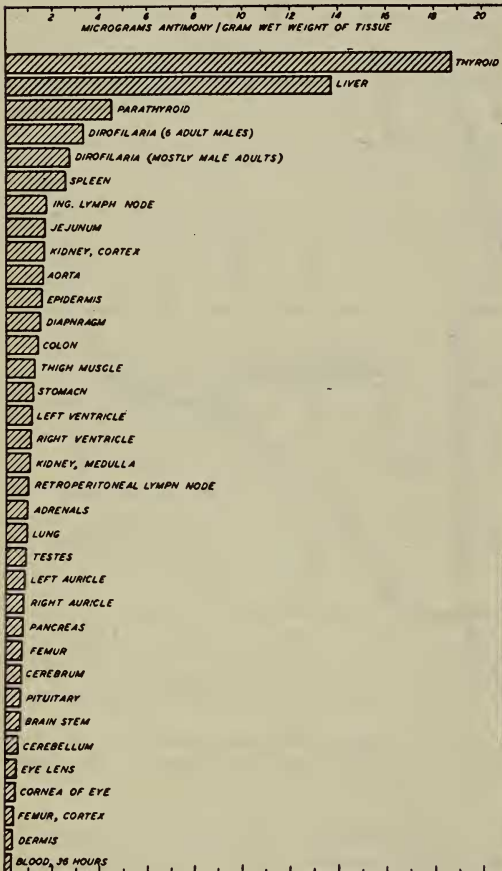 2 4 6 8 10 12 14 16 18 20
MICROGRAMS ANTIMONY/GRAM WET WEIGHT OF TISSUE
THYROID
LIVER
PARATHYROID
DIROFILARIA (6 ADULT MALES)
DIROFILARIA (MOSTLY MALE ADULTS)
SPLEEN
ING. LYMPH NODE
JEJUNUM
KIDNEY, CORTEX
AORTA
EPIDERMIS
DIAPHRAGM
COLON
THIGH MUSCLE
STOMACH
LEFT VENTRICLE
RIGHT VENTRICLE
KIDNEY, MEDULLA
RETROPERITONEAL LYMPH NODE
ADRENALS
LUNG
TESTES
LEFT AURICLE
RIGHT AURICLE
PANCREAS
FEMUR
CEREBRUM
PITUITARY
BRAIN STEM
CEREBELLUM
EYE LENS
CORNEA OF EYE
FEMUR, CORTEX
DERMIS
BLOOD, 36 HOURS